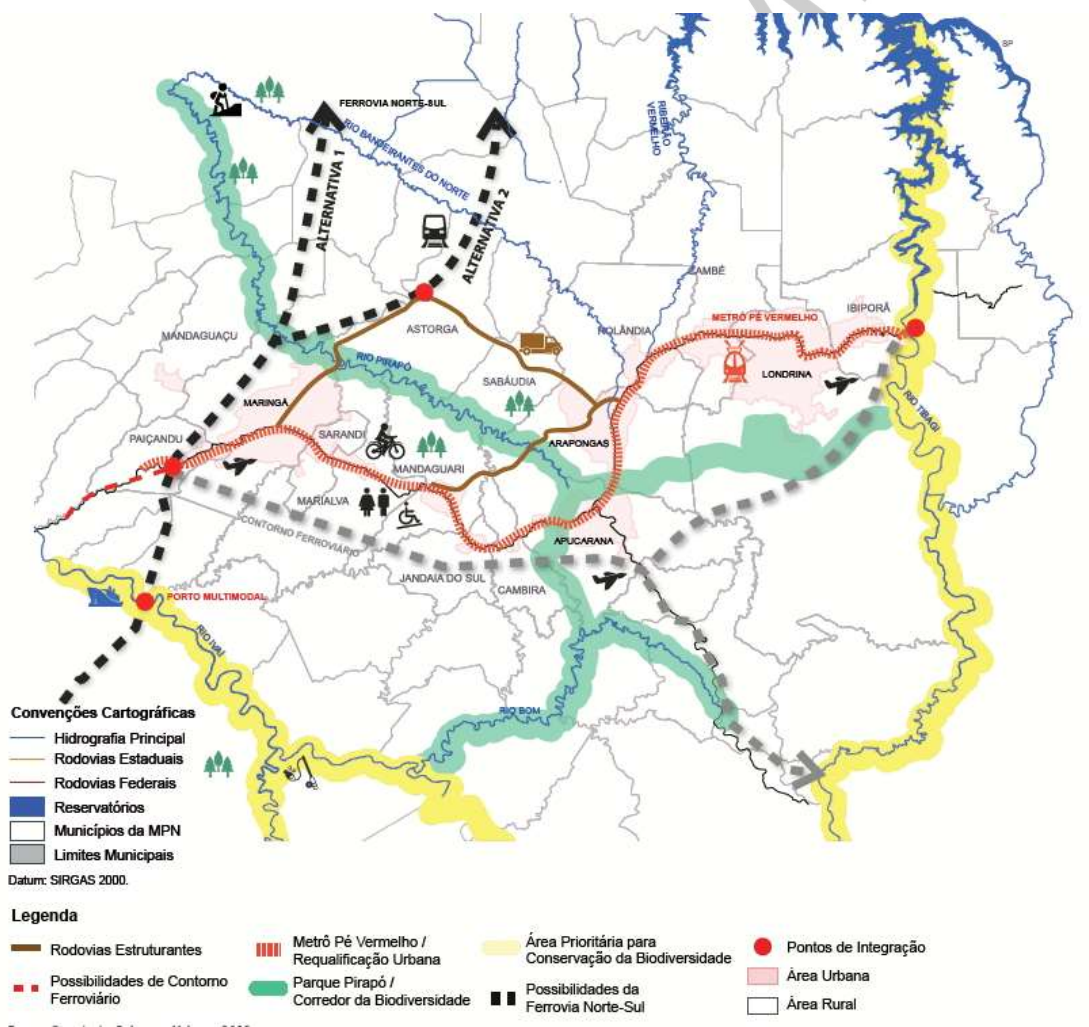 SP
FERROVIA NORTE-SUL
RIO BANDEIRANTES DO NORTE
RIBEIRÃO
VERMELHO
ALTERNATIVA 1
ALTERNATIVA 2
CAMBÉ
IBIPORÃ
METRÔ PÉ VERMELHO
ROLÂNDIA
MANDAGUAÇU
ASTORGA
RIO PIRAPÓ
SABÁUDIA
LONDRINA
MARINGÁ
RIO TIBAGI
PAIÇANDU
SARANDI
ARAPONGAS
MANDAGUARI
MARIALVA
CONTORNO FERROVIÁRIO
APUCARANA
JANDAIA DO SUL
CAMBIRA
PORTO MULTIMODAL
RIO IVAÍ
RIO BOM
Convenções Cartográficas
Hidrografia Principal
Rodovias Estaduais
Rodovias Federais
Reservatórios
Municípios da MPN
Limites Municipais
Datum: SIRGAS 2000.
Legenda
Rodovias Estruturantes
Possibilidades de Contorno
Ferroviário
Metrô Pé Vermelho /
Requalificação Urbana
Parque Pirapó /
Corredor da Biodiversidade
Área Prioritária para
Conservação da Biodiversidade
Possibilidades da
Ferrovia Norte-Sul
Pontos de Integração
Área Urbana
Área Rural